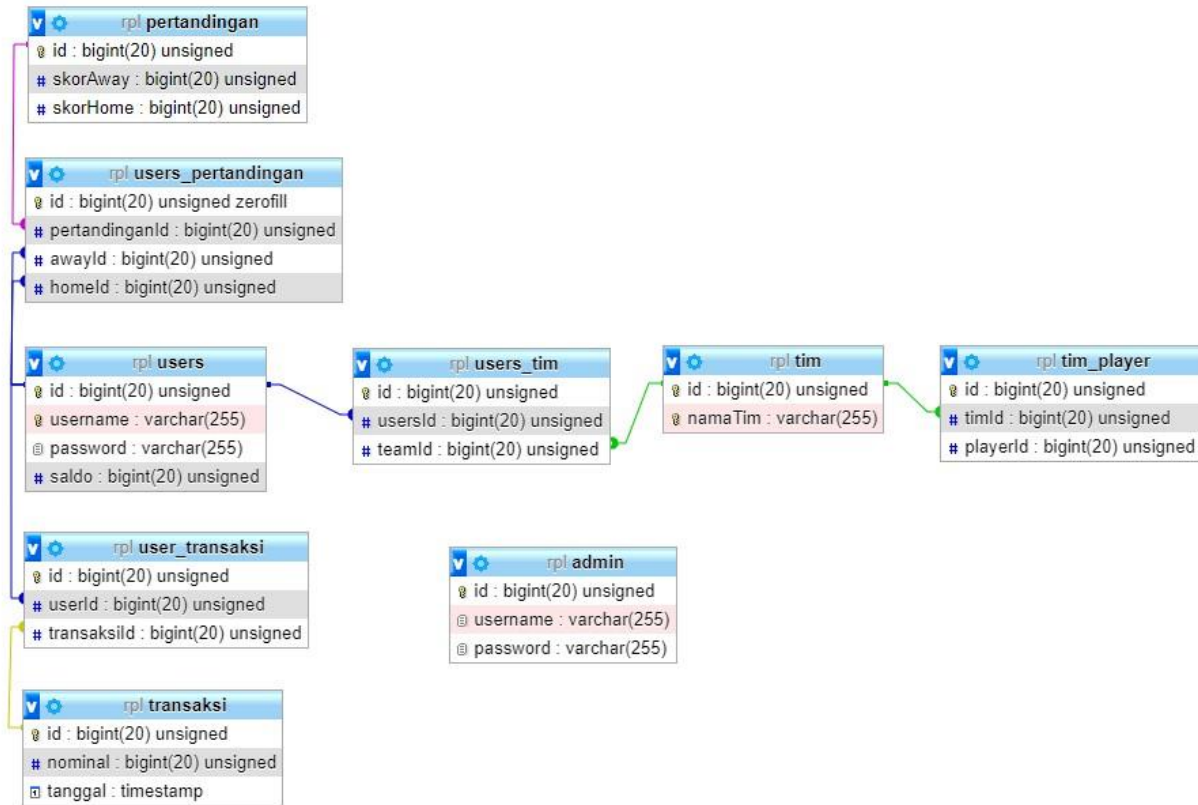 rpl pertandingan
id : bigint(20) unsigned
# skorAway : bigint(20) unsigned
# skorHome : bigint(20) unsigned
rpl users_pertandingan
id : bigint(20) unsigned zerofill
# pertandinganId : bigint(20) unsigned
# awayId : bigint(20) unsigned
# homeId : bigint(20) unsigned
rpl users
id : bigint(20) unsigned
username : varchar(255)
password : varchar(255)
# saldo : bigint(20) unsigned
rpl users_tim
id : bigint(20) unsigned
# usersId : bigint(20) unsigned
# teamId : bigint(20) unsigned
rpl tim
id : bigint(20) unsigned
namaTim : varchar(255)
rpl tim_player
id : bigint(20) unsigned
# timId : bigint(20) unsigned
# playerId : bigint(20) unsigned
rpl user_transaksi
id : bigint(20) unsigned
# userId : bigint(20) unsigned
# transaksiId : bigint(20) unsigned
rpl admin
id : bigint(20) unsigned
username : varchar(255)
password : varchar(255)
rpl transaksi
id : bigint(20) unsigned
# nominal : bigint(20) unsigned
tanggal : timestamp